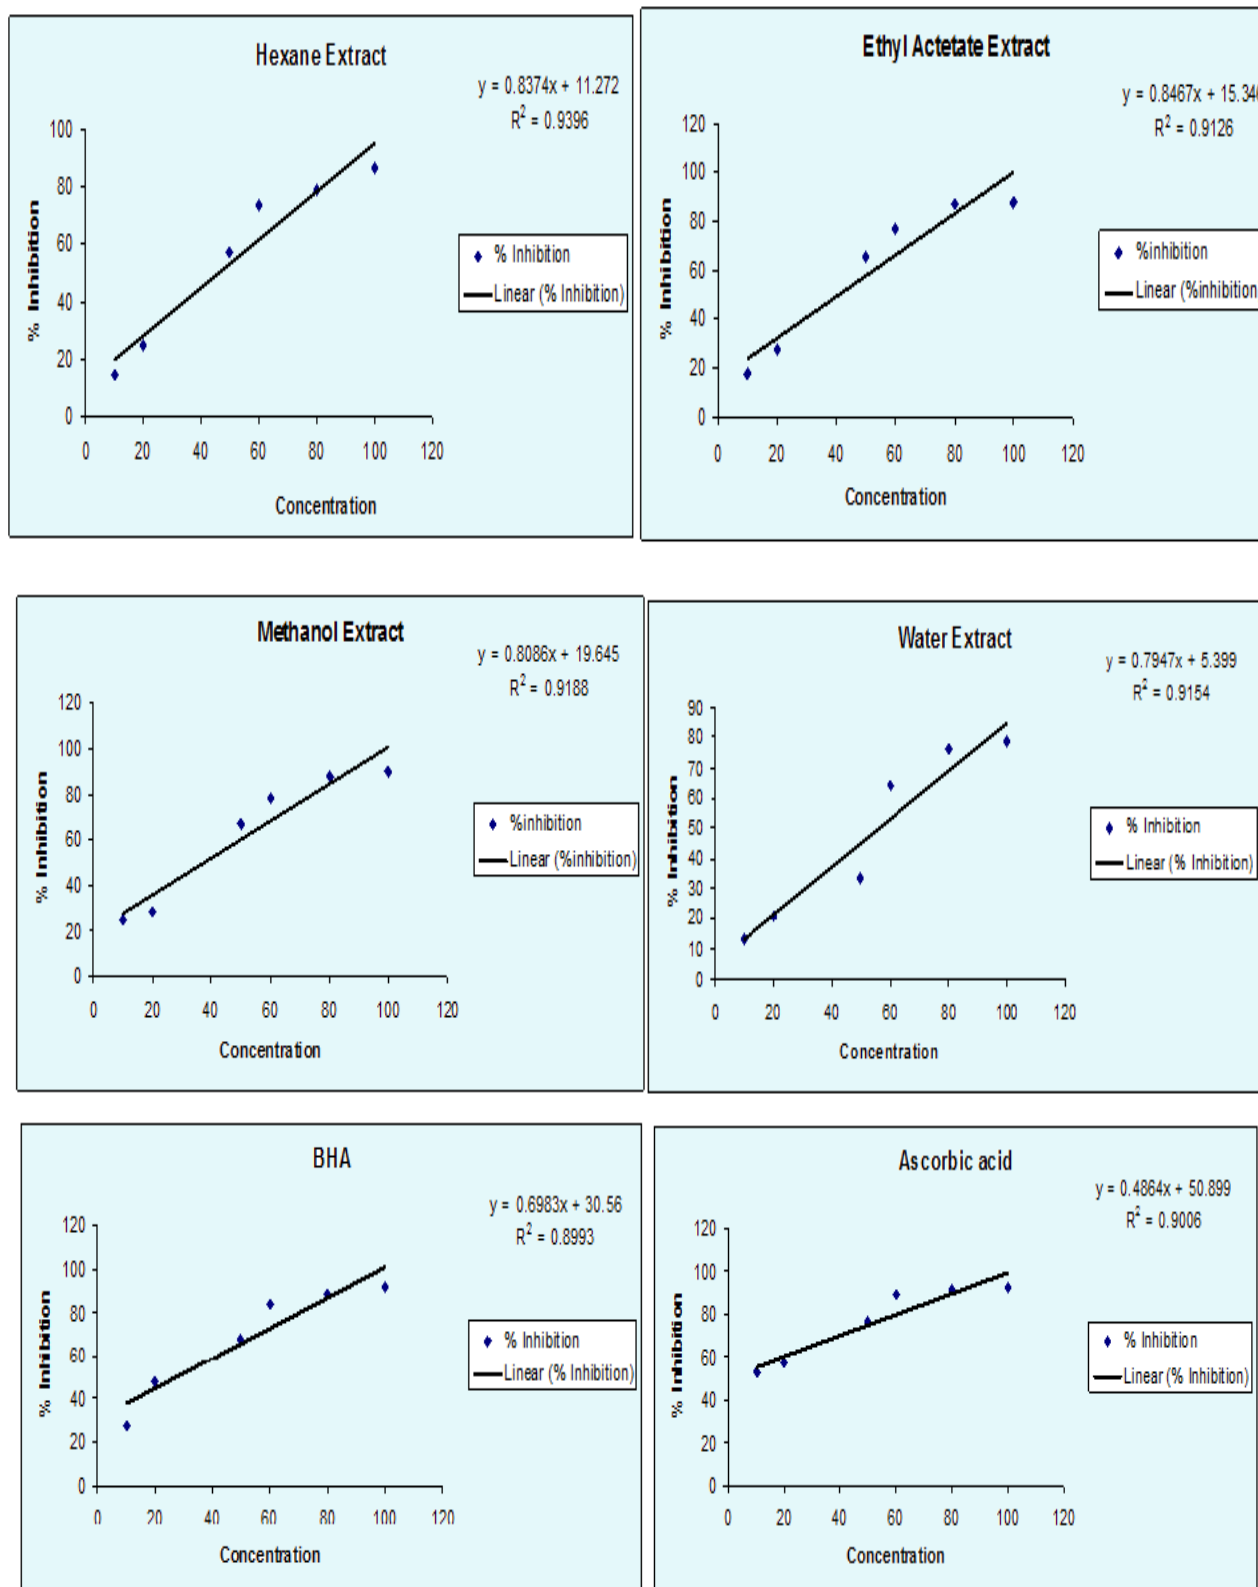 Hexane Extract
y = 0.8374x + 11.272
R² = 0.9396
100
80
60
40
20
0
% Inhibition
0 20 40 60 80 100 120
Concentration
% Inhibition
Linear (% Inhibition)
Ethyl Actetate Extract
y = 0.8467x + 15.346
R² = 0.9126
120
100
80
60
40
20
0
% Inhibition
0 20 40 60 80 100 120
Concentration
%inhibition
Linear (%inhibition
Methanol Extract
y = 0.8086x + 19.645
R² = 0.9188
120
100
80
60
40
20
0
% Inhibition
0 20 40 60 80 100 120
Concentration
%inhibition
Linear (%inhibition)
Water Extract
y = 0.7947x + 5.399
R² = 0.9154
90
80
70
60
50
40
30
20
10
0
% Inhibition
0 20 40 60 80 100 120
Concentration
% Inhibition
Linear (% Inhibition)
BHA
y = 0.6983x + 30.56
R² = 0.8993
120
100
80
60
40
20
0
% Inhibition
0 20 40 60 80 100 120
Concentration
% Inhibition
Linear (% Inhibition)
Ascorbic acid
y = 0.4864x + 50.899
R² = 0.9006
120
100
80
60
40
20
0
% Inhibition
0 20 40 60 80 100 120
Concentration
% Inhibition
Linear (% Inhibition)